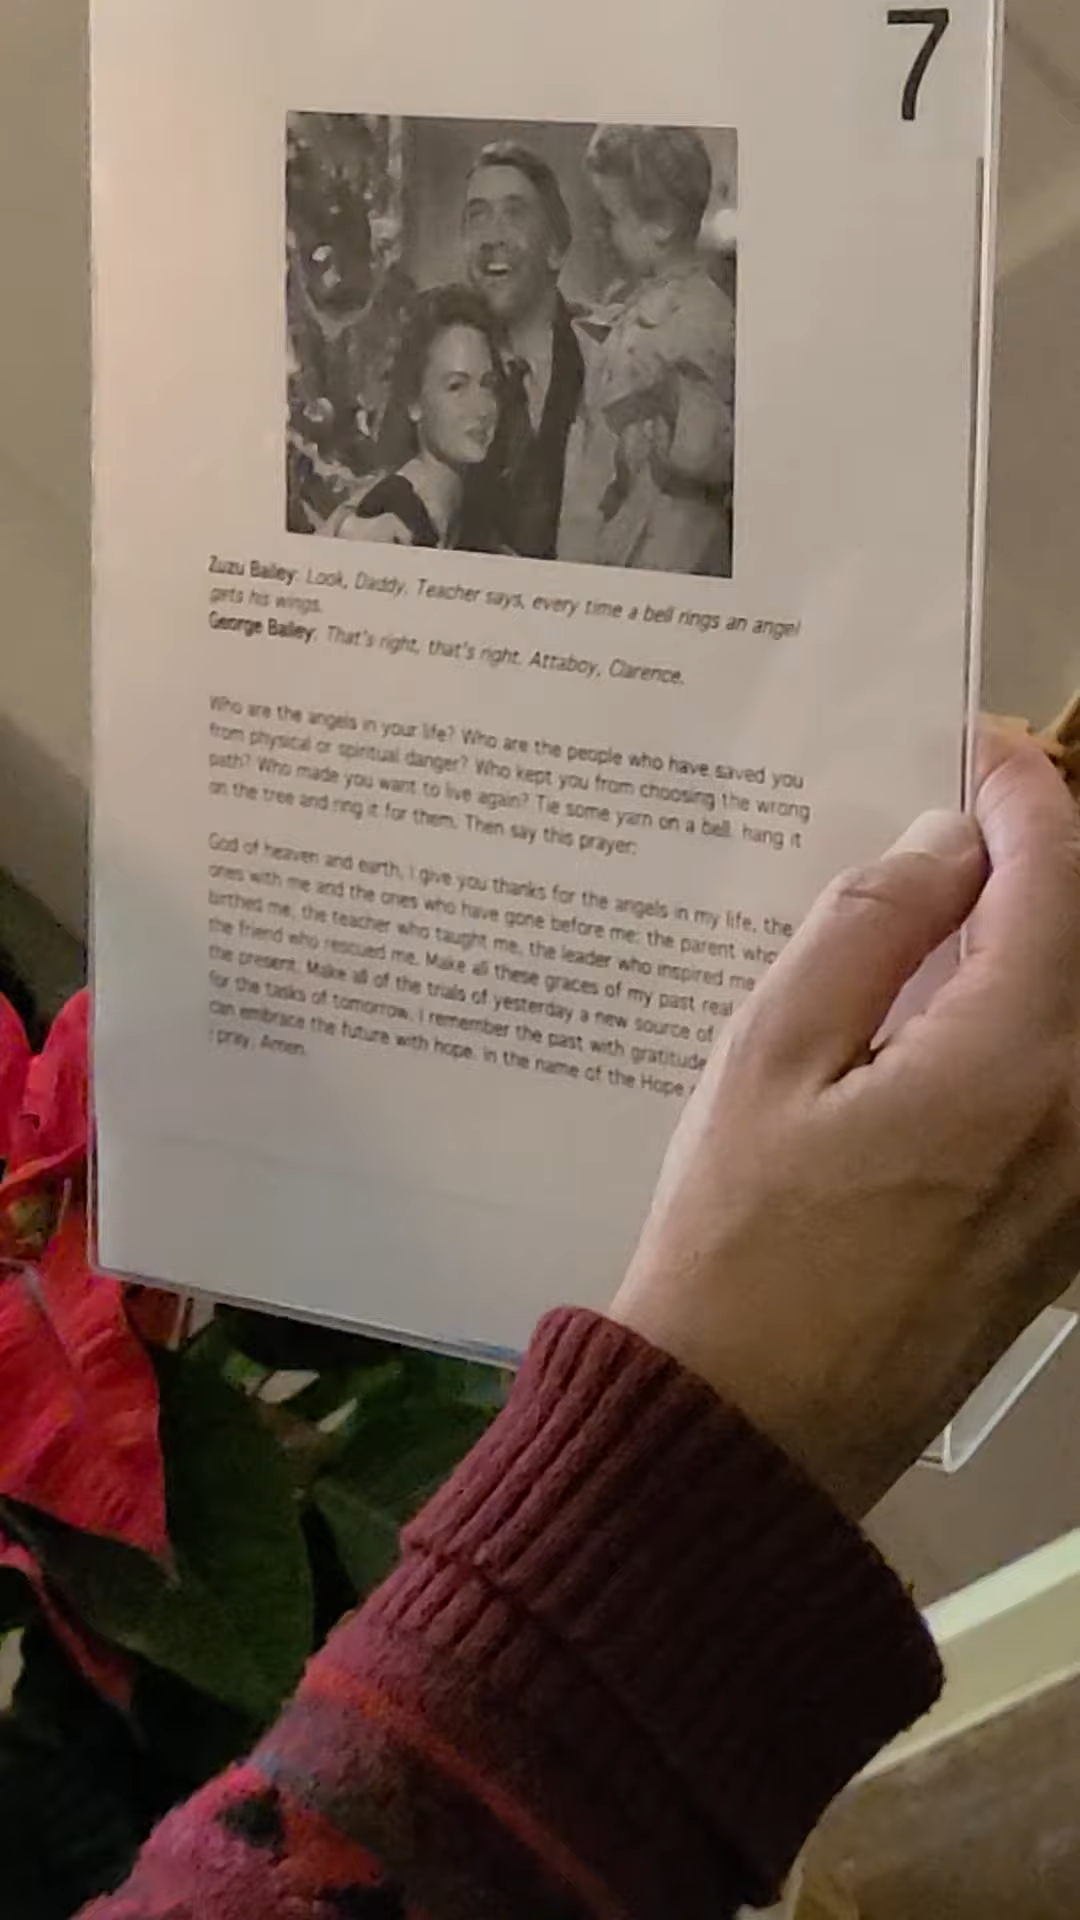 7
Zuzu Bailey: Look, Daddy. Teacher says, every time a bell rings an angel
gets his wings.
George Bailey: That's right, that's right. Attaboy, Clarence.
Who are the angels in your life? Who are the people who have saved you
from physical or spiritual danger? Who kept you from choosing the wrong
path? Who made you want to live again? Tie some yarn on a bell, hang it
on the tree and ring it for them. Then say this prayer:
God of heaven and earth, I give you thanks for the angels in my life, the
ones with me and the ones who have gone before me: the parent who
birthed me, the teacher who taught me, the leader who inspired me
the friend who rescued me. Make all these graces of my past real
the present. Make all of the trials of yesterday a new source of
for the tasks of tomorrow. I remember the past with gratitude
can embrace the future with hope. In the name of the Hope
I pray, Amen.